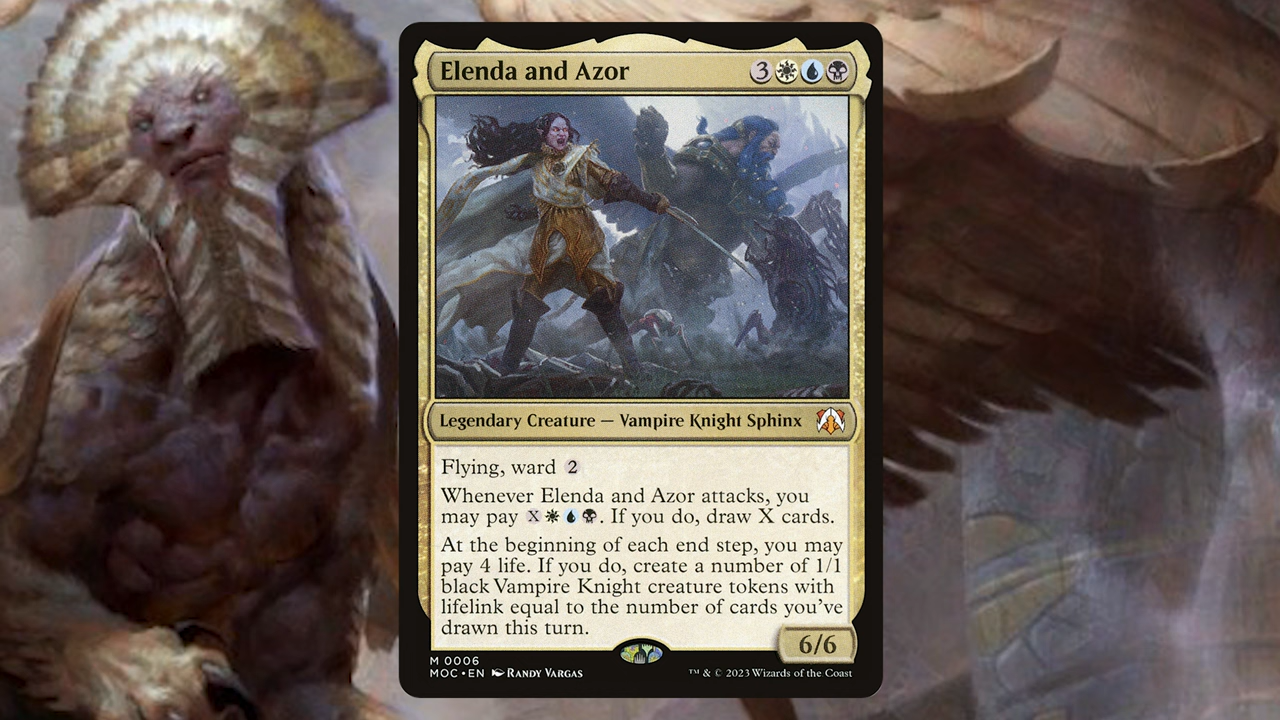 Elenda and Azor 3
Legendary Creature — Vampire Knight Sphinx
Flying, ward 2
Whenever Elenda and Azor attacks, you
may pay X. If you do, draw X cards.
At the beginning of each end step, you may
pay 4 life. If you do, create a number of 1/1
black Vampire Knight creature tokens with
lifelink equal to the number of cards you've
drawn this turn.
6/6
M 0006
MOC • EN Randy Vargas
™ & © 2023 Wizards of the Coast